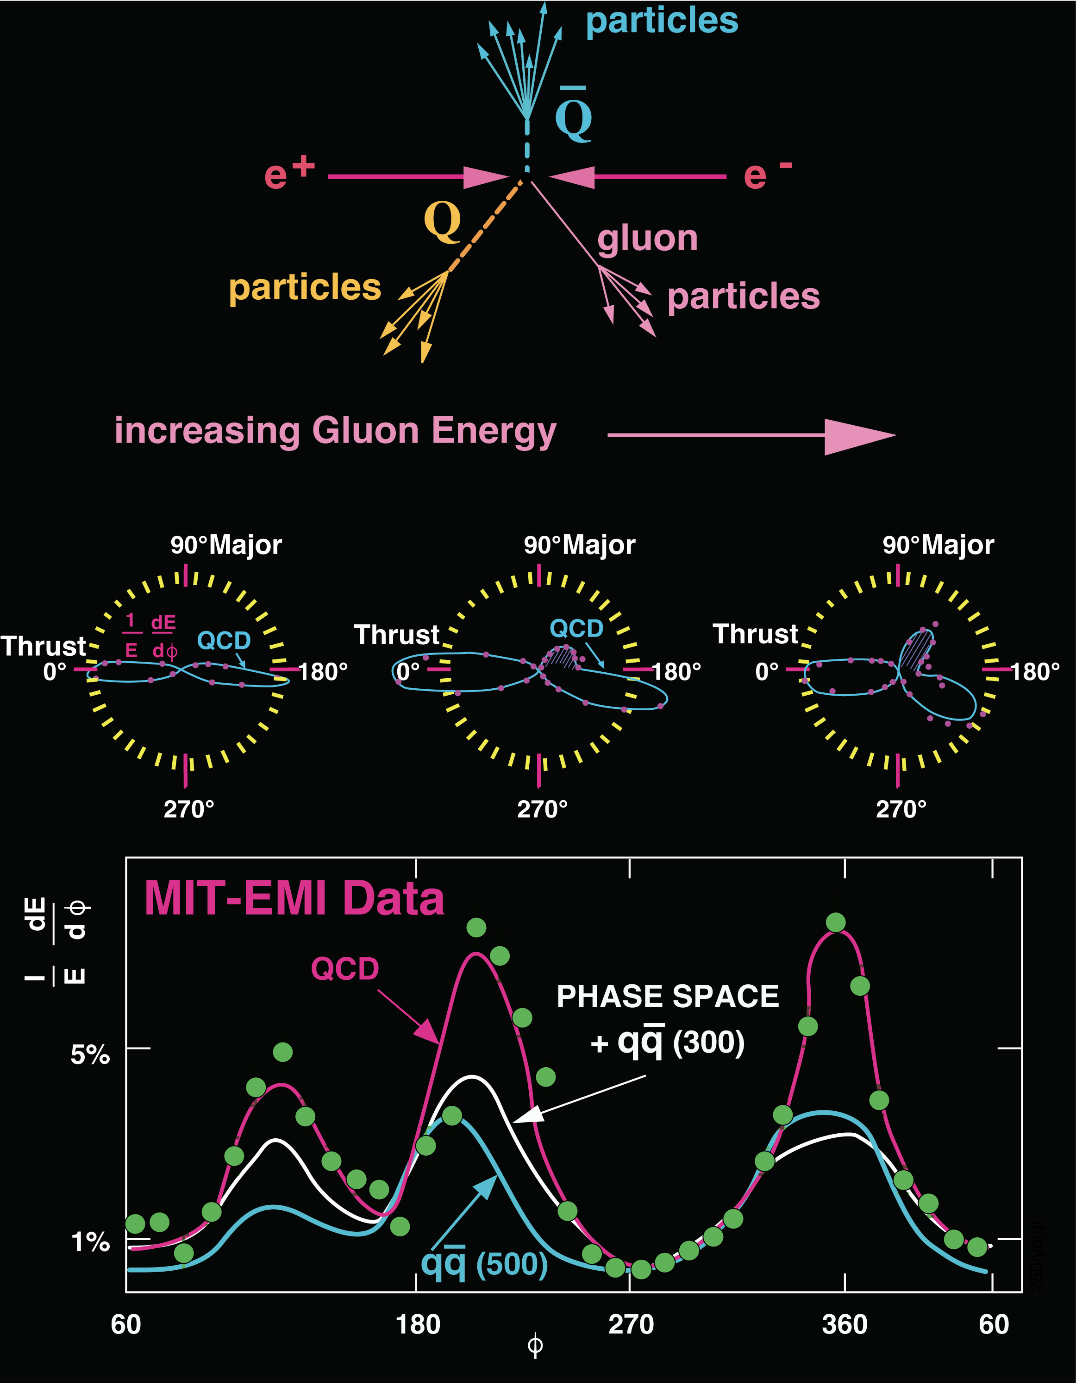 particles
Q̅
e+ e-
Q
gluon
particles
particles
increasing Gluon Energy
90°Major 90°Major 90°Major
1 dE
E dϕ
QCD
QCD
Thrust Thrust Thrust
0° 180° 0° 180° 0° 180°
270° 270° 270°
MIT-EMI Data
I dE
E dϕ
QCD
PHASE SPACE
+ qq̅ (300)
5%
1%
qq̅ (500)
60 180 270 360 60
ϕ